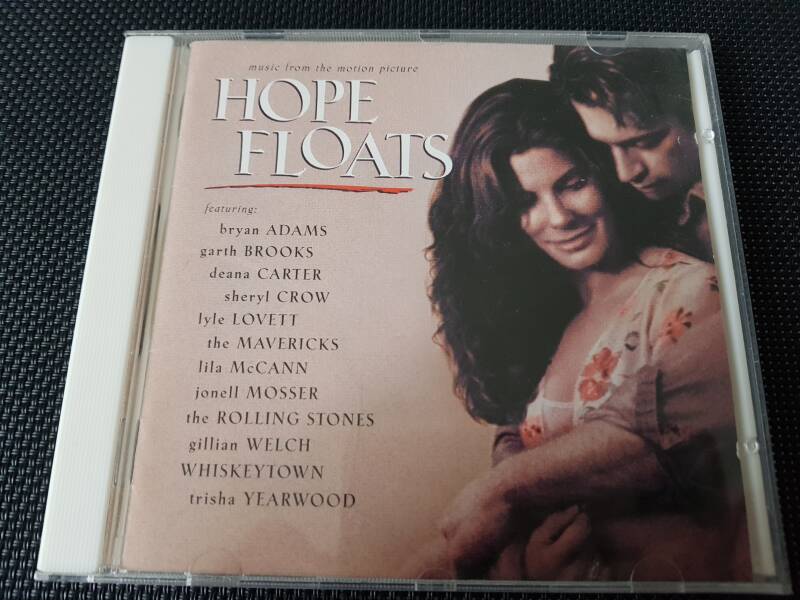 music from the motion picture
HOPE
FLOATS
featuring:
bryan ADAMS
garth BROOKS
deana CARTER
sheryl CROW
lyle LOVETT
the MAVERICKS
lila McCANN
jonell MOSSER
the ROLLING STONES
gillian WELCH
WHISKEYTOWN
trisha YEARWOOD